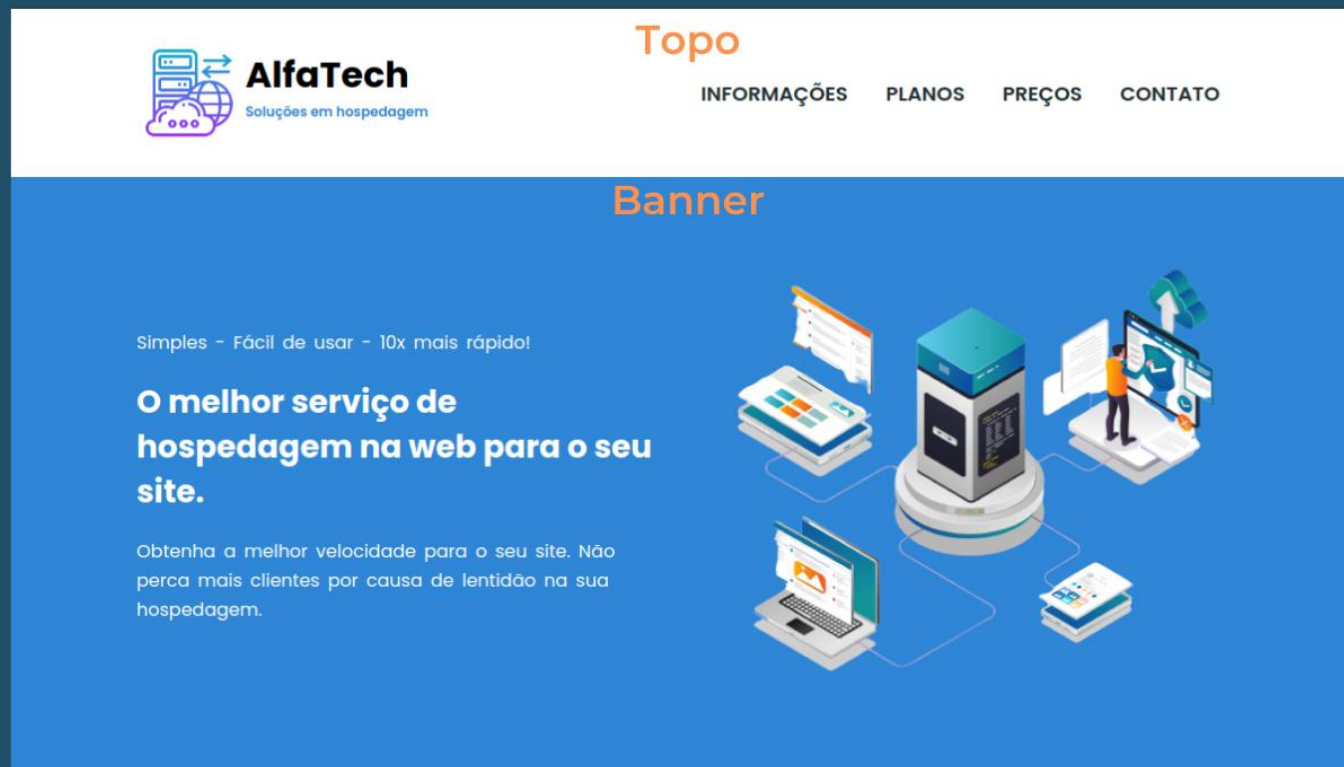 Topo
AlfaTech
Soluções em hospedagem
INFORMAÇÕES PLANOS PREÇOS CONTATO
Banner
Simples - Fácil de usar - 10x mais rápido!
O melhor serviço de
hospedagem na web para o seu
site.
Obtenha a melhor velocidade para o seu site. Não
perca mais clientes por causa de lentidão na sua
hospedagem.